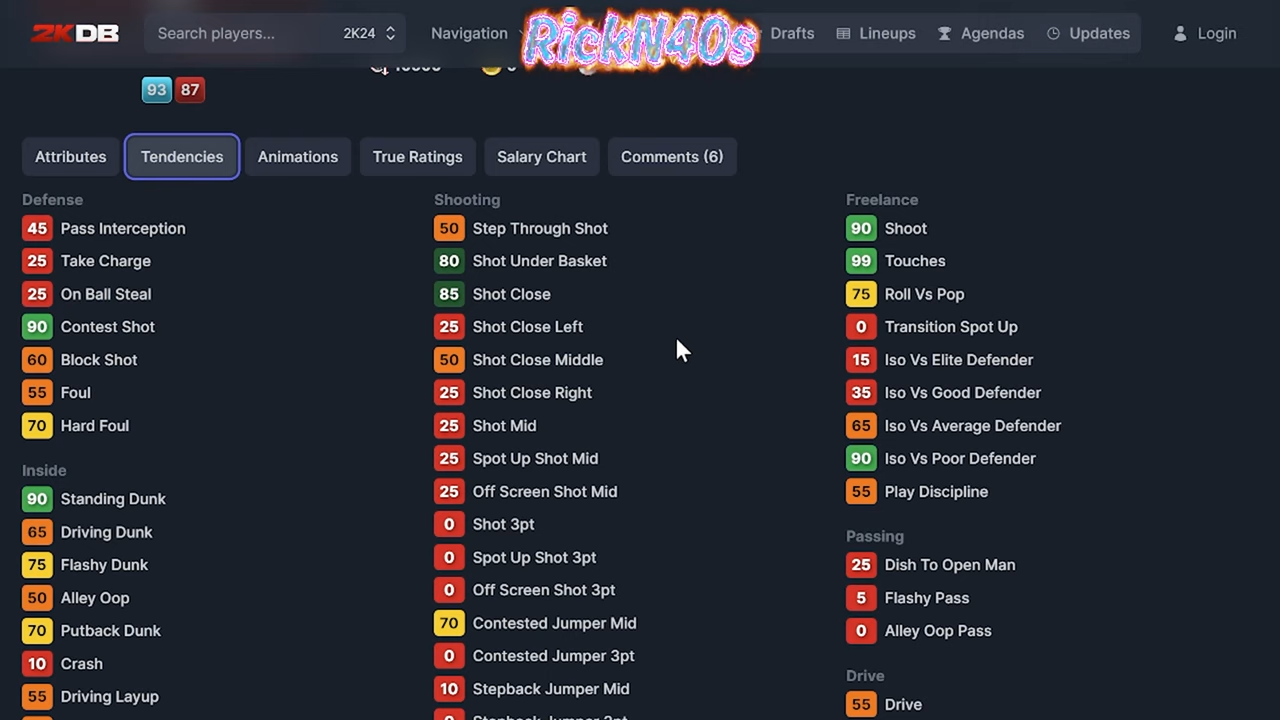 2KDB
Search players...
2K24
Navigation
RickN40s
Drafts
Lineups
Agendas
Updates
Login
93 87
Attributes
Tendencies
Animations
True Ratings
Salary Chart
Comments (6)
Defense
45 Pass Interception
25 Take Charge
25 On Ball Steal
90 Contest Shot
60 Block Shot
55 Foul
70 Hard Foul
Inside
90 Standing Dunk
65 Driving Dunk
75 Flashy Dunk
50 Alley Oop
70 Putback Dunk
10 Crash
55 Driving Layup
Shooting
50 Step Through Shot
80 Shot Under Basket
85 Shot Close
25 Shot Close Left
50 Shot Close Middle
25 Shot Close Right
25 Shot Mid
25 Spot Up Shot Mid
25 Off Screen Shot Mid
0 Shot 3pt
0 Spot Up Shot 3pt
0 Off Screen Shot 3pt
70 Contested Jumper Mid
0 Contested Jumper 3pt
10 Stepback Jumper Mid
Stepback Jumper 3pt
Freelance
90 Shoot
99 Touches
75 Roll Vs Pop
0 Transition Spot Up
15 Iso Vs Elite Defender
35 Iso Vs Good Defender
65 Iso Vs Average Defender
90 Iso Vs Poor Defender
55 Play Discipline
Passing
25 Dish To Open Man
5 Flashy Pass
0 Alley Oop Pass
Drive
55 Drive